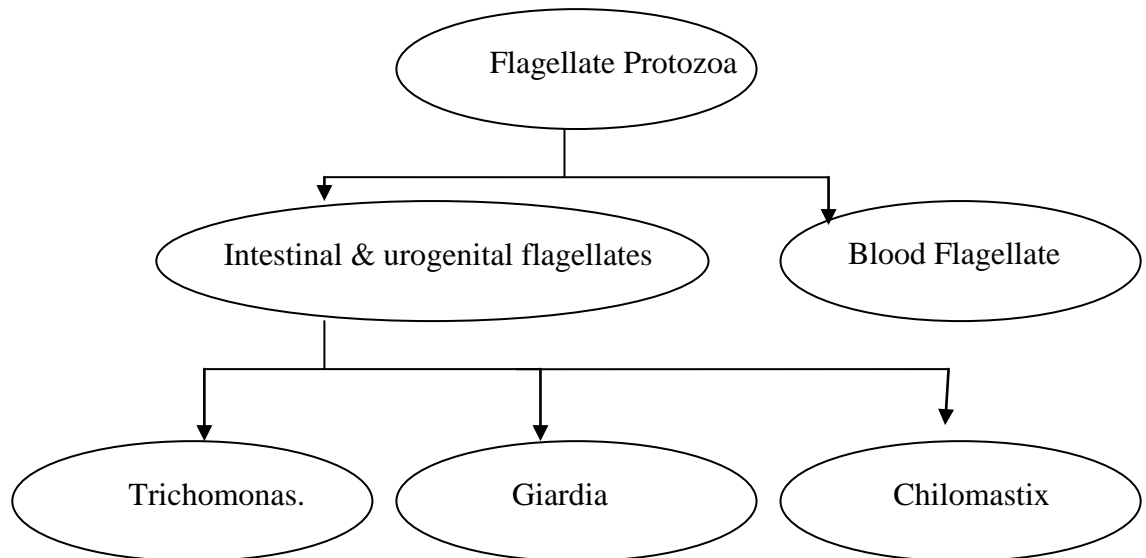 Flagellate Protozoa
Intestinal & urogenital flagellates
Blood Flagellate
Trichomonas.
Giardia
Chilomastix